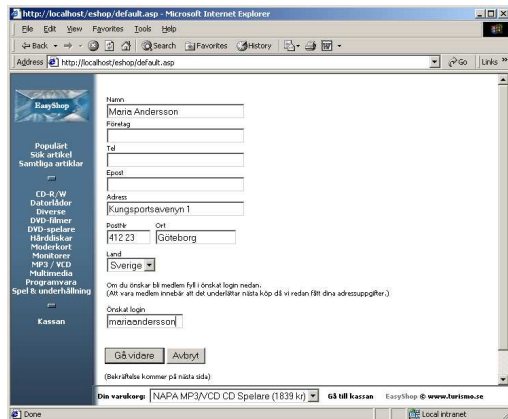 http://localhost/eshop/default.asp - Microsoft Internet Explorer
File Edit View Favorites Tools Help
Back Search Favorites History
Address http://localhost/eshop/default.asp Go Links »
EasyShop
Populärt
Sök artikel
Samtliga artiklar
CD-R/W
Datorlådor
Diverse
DVD-filmer
DVD-spelare
Hårddiskar
Moderkort
Monitorer
MP3 / VCD
Multimedia
Programvara
Spel & underhållning
Kassan
Namn
Maria Andersson
Företag
Tel
Epost
Adress
Kungsportsavenyn 1
PostNr Ort
412 23 Göteborg
Land
Sverige
Om du önskar bli medlem fyll i önskat login nedan.
(Att vara medlem innebär att det underlättar nästa köp då vi redan fått dina adressuppgifter.)
Önskat login
mariaandersson
Gå vidare Avbryt
(Bekräftelse kommer på nästa sida)
Din varukorg: NAPA MP3/VCD CD Spelare (1839 kr) Gå till kassan EasyShop © www.turismo.se
Done Local intranet